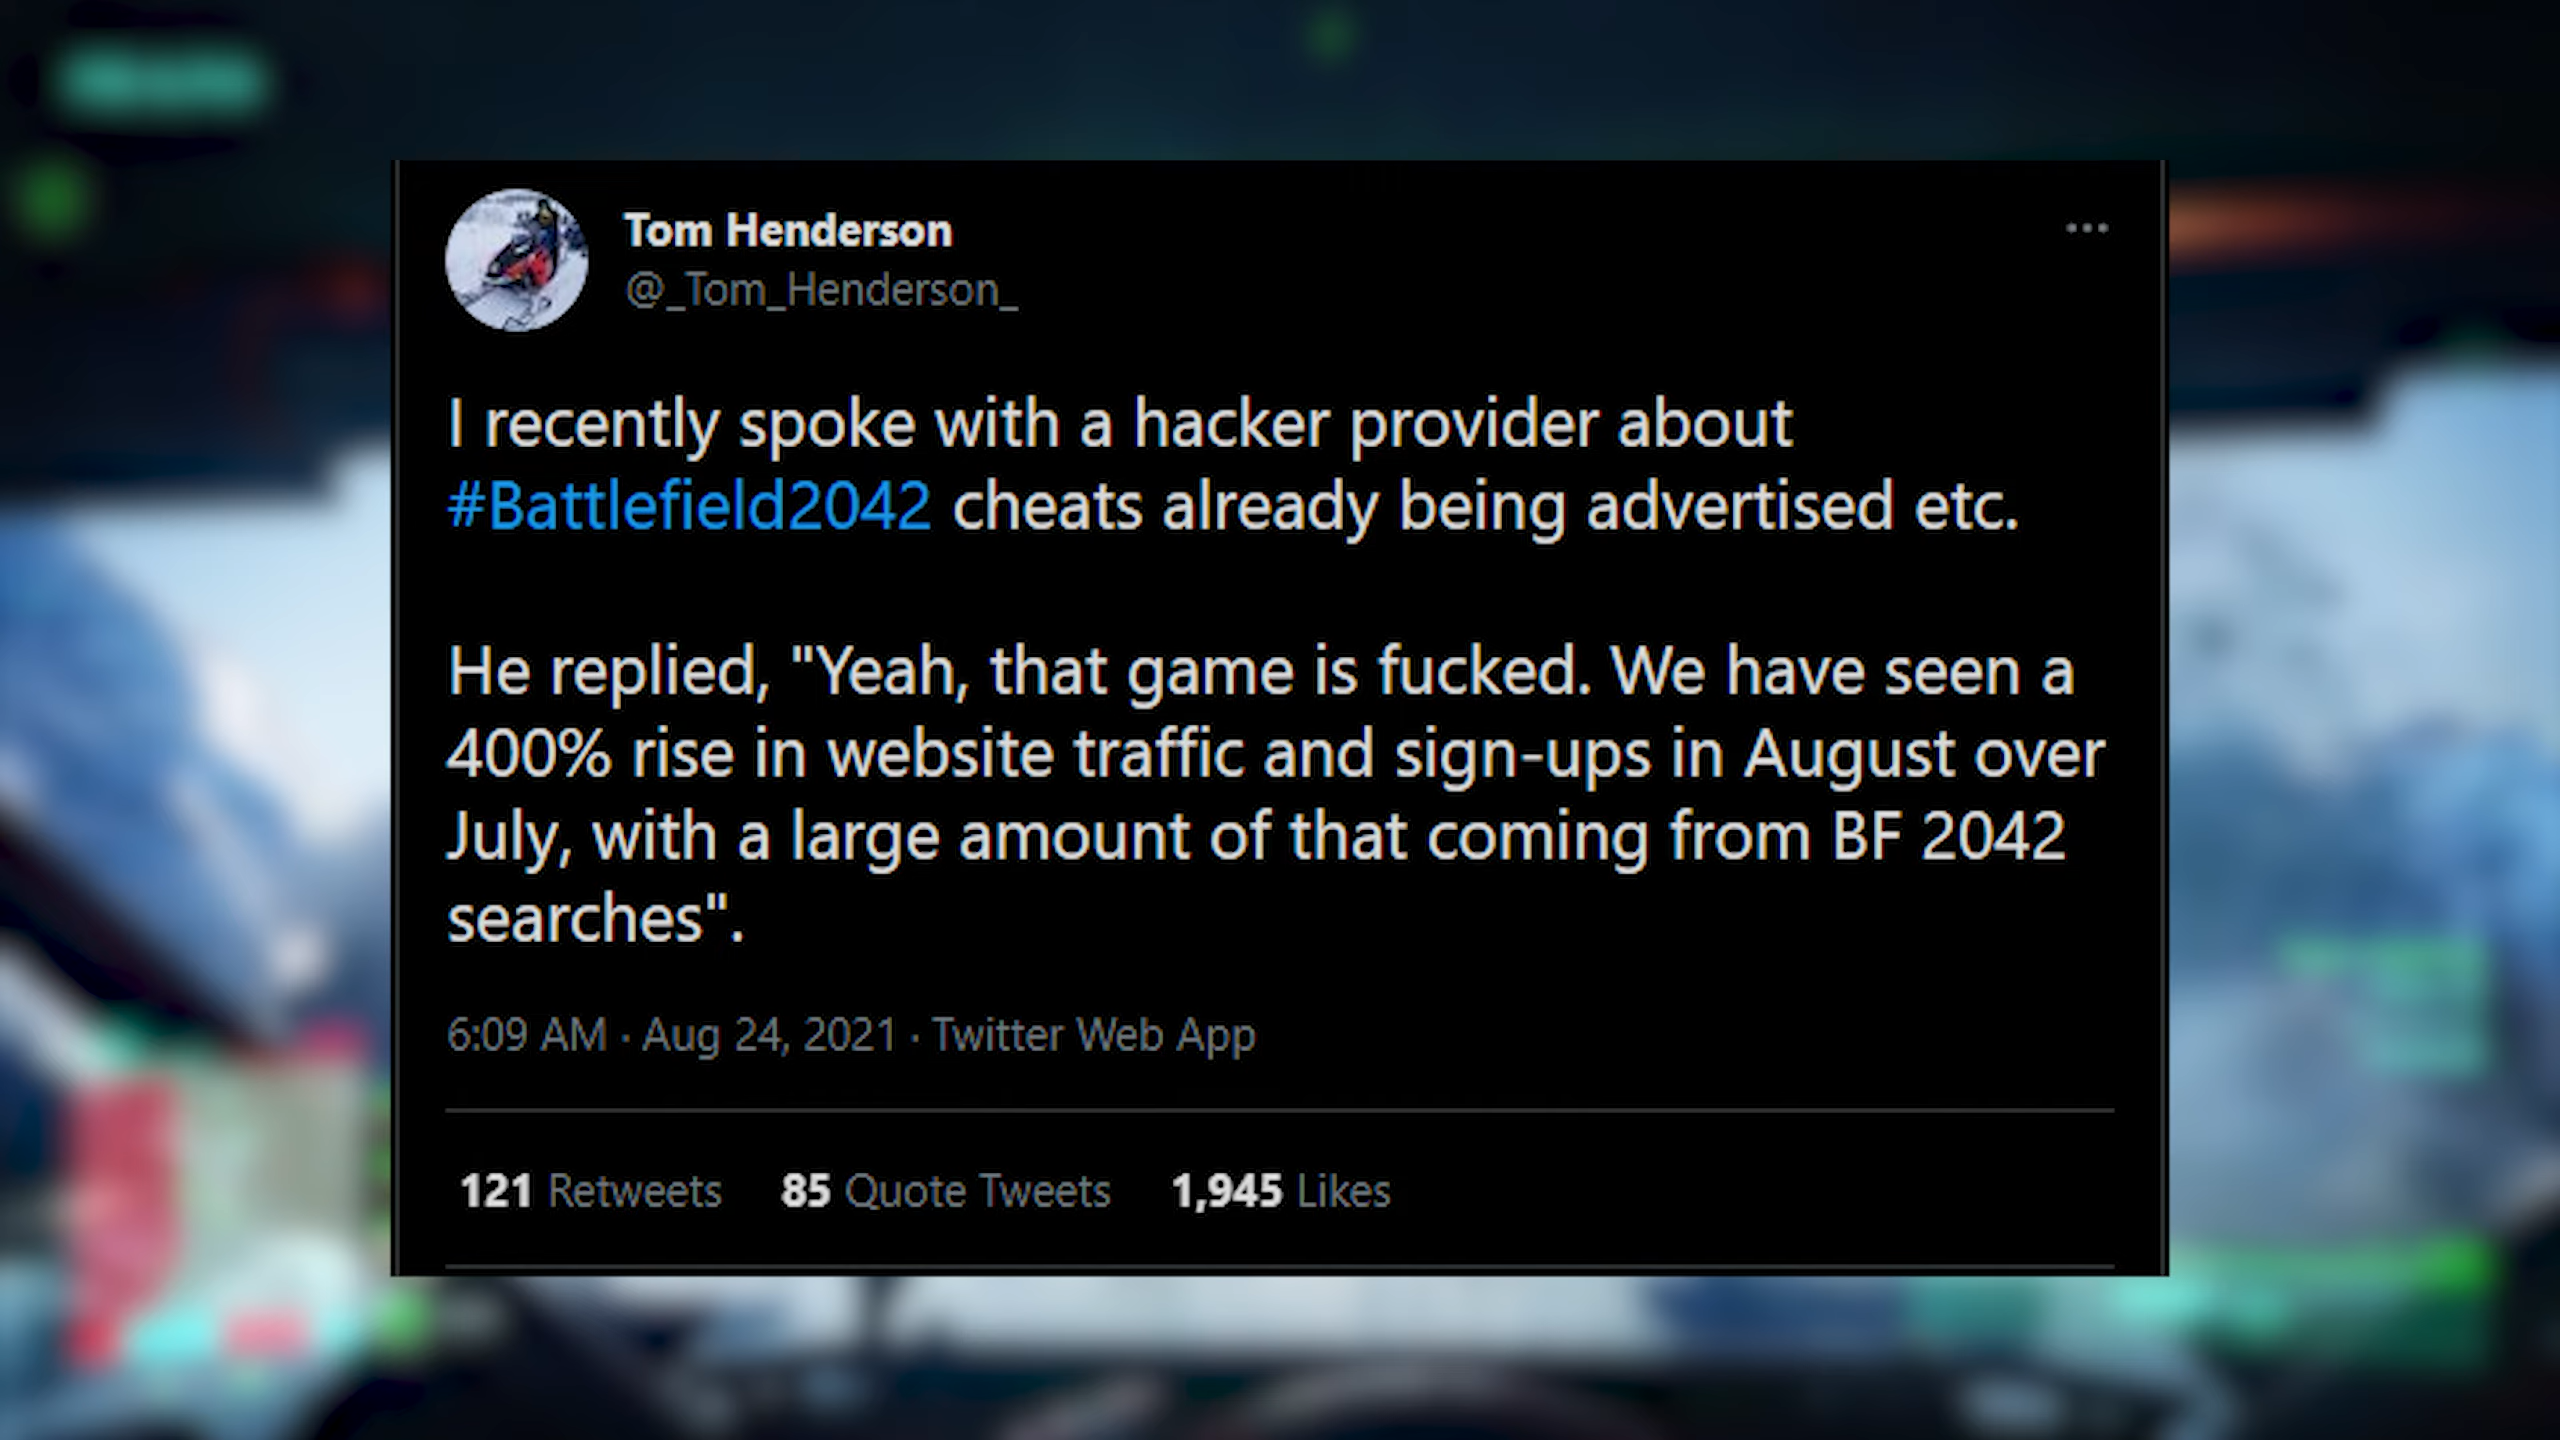 Tom Henderson
@_Tom_Henderson_
I recently spoke with a hacker provider about
#Battlefield2042 cheats already being advertised etc.
He replied, "Yeah, that game is fucked. We have seen a
400% rise in website traffic and sign-ups in August over
July, with a large amount of that coming from BF 2042
searches".
6:09 AM · Aug 24, 2021 · Twitter Web App
121 Retweets 85 Quote Tweets 1,945 Likes